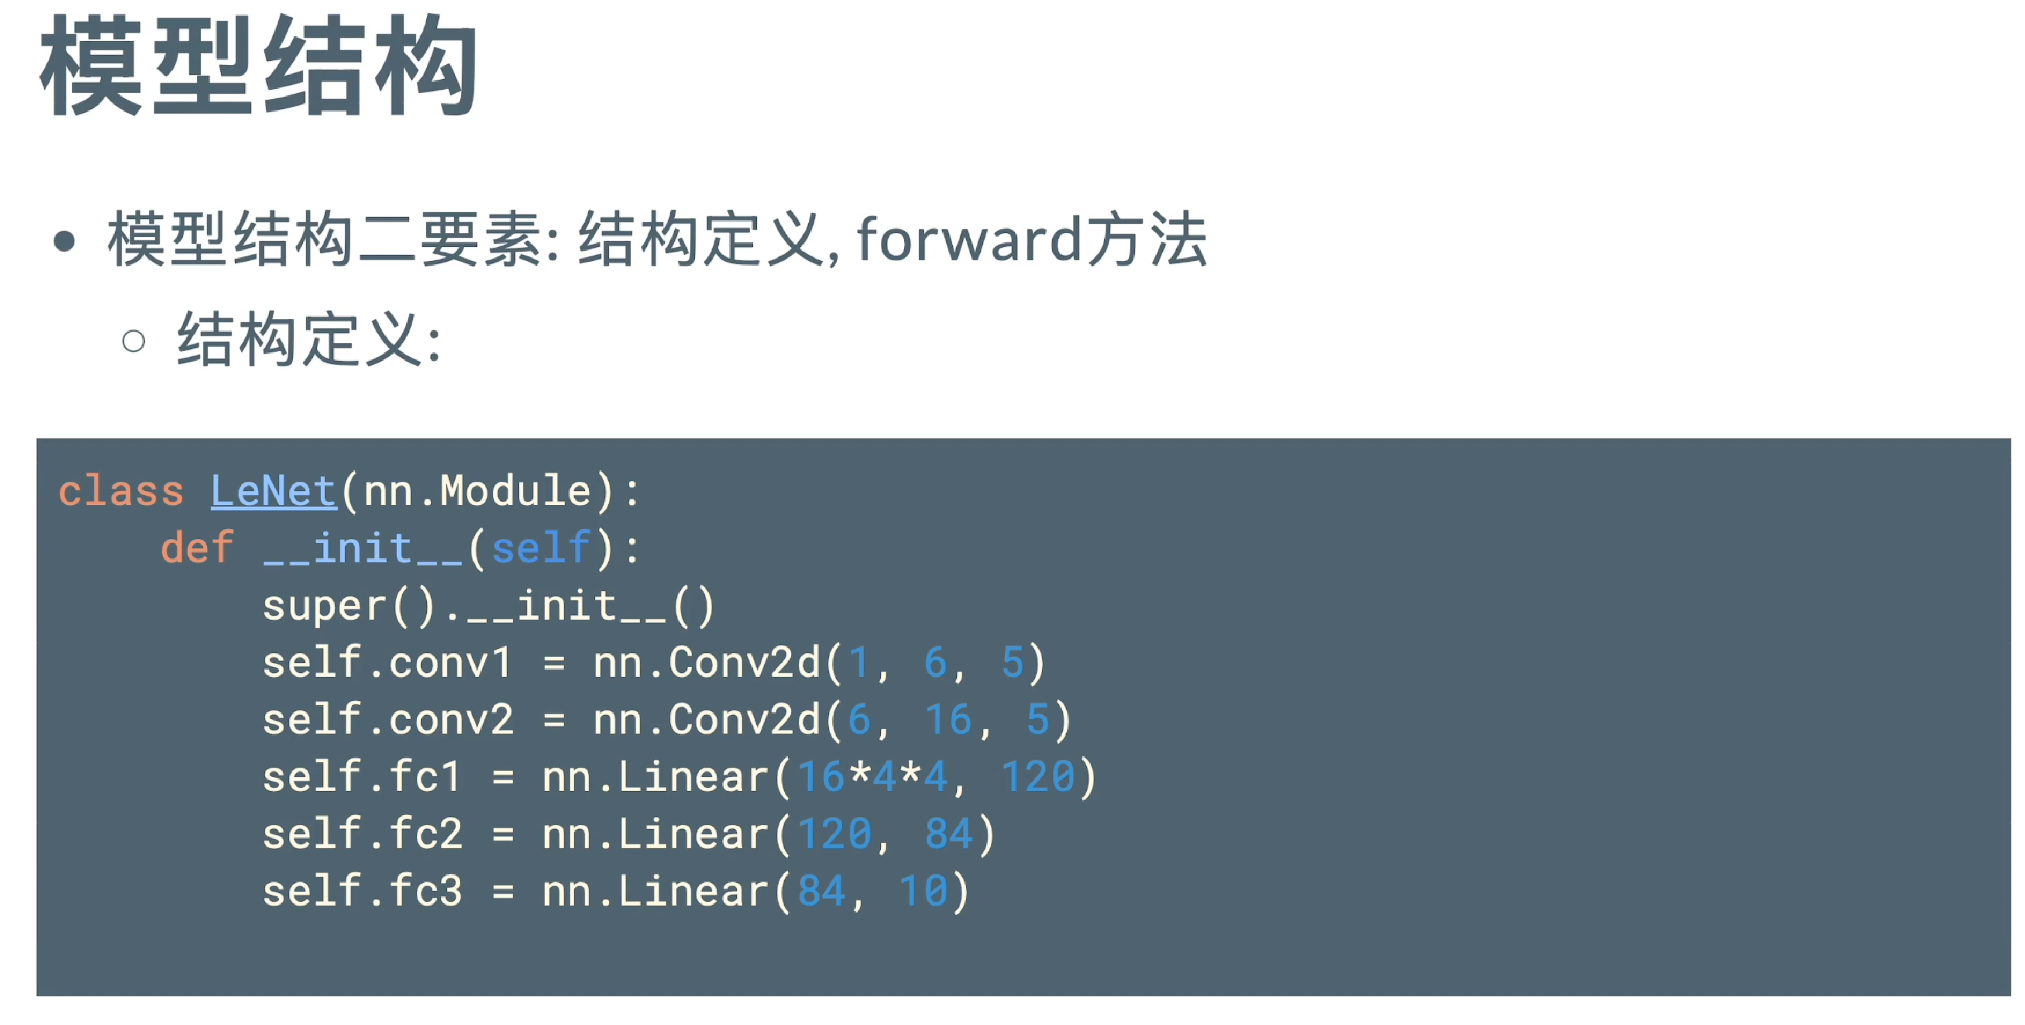 模型结构
模型结构二要素: 结构定义, forward方法
结构定义:
class LeNet(nn.Module):
    def __init__(self):
        super().__init__()
        self.conv1 = nn.Conv2d(1, 6, 5)
        self.conv2 = nn.Conv2d(6, 16, 5)
        self.fc1 = nn.Linear(16*4*4, 120)
        self.fc2 = nn.Linear(120, 84)
        self.fc3 = nn.Linear(84, 10)